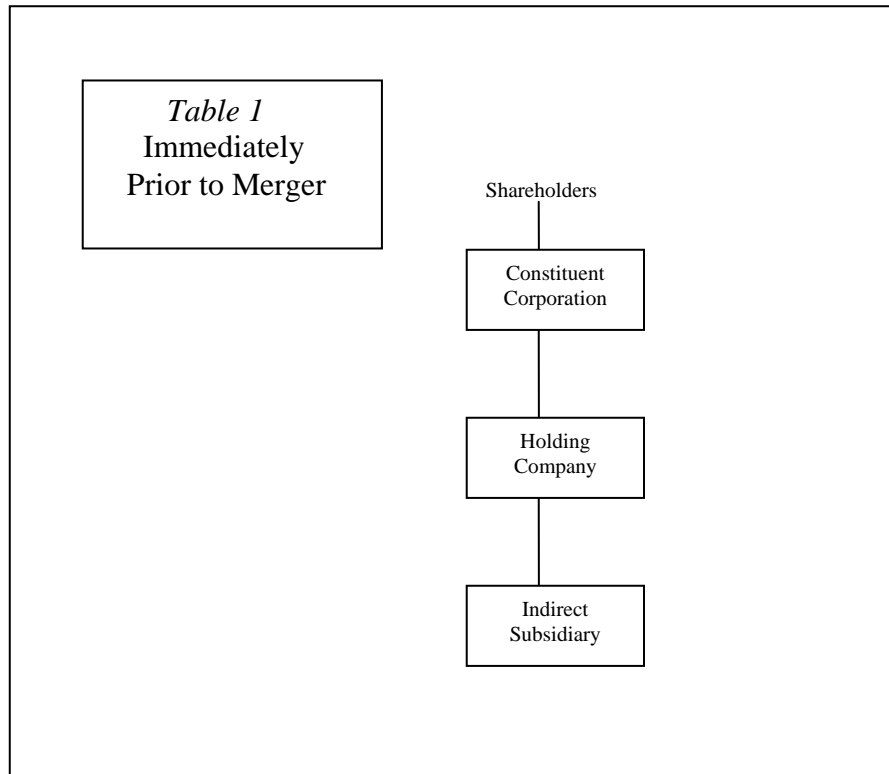 Table 1
Immediately
Prior to Merger
Shareholders
Constituent
Corporation
Holding
Company
Indirect
Subsidiary